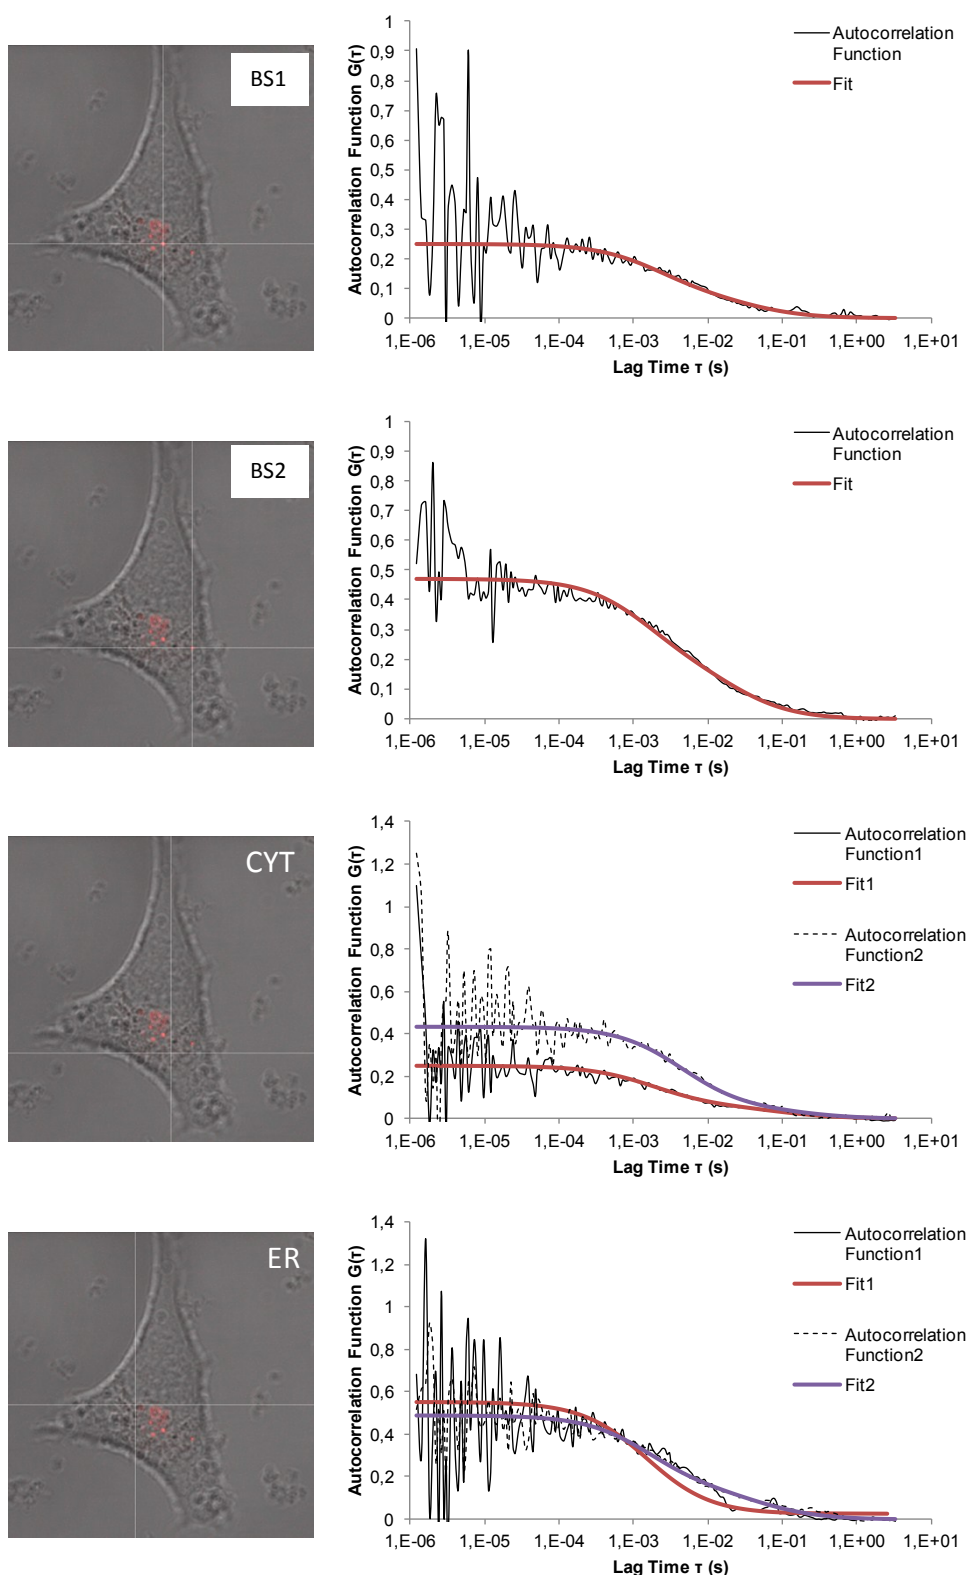 BS1
Autocorrelation Function G(τ)
1
0,9
0,8
0,7
0,6
0,5
0,4
0,3
0,2
0,1
0
1,E-06 1,E-05 1,E-04 1,E-03 1,E-02 1,E-01 1,E+00 1,E+01
Lag Time τ (s)
Autocorrelation
Function
Fit
BS2
Autocorrelation Function G(τ)
1
0,9
0,8
0,7
0,6
0,5
0,4
0,3
0,2
0,1
0
1,E-06 1,E-05 1,E-04 1,E-03 1,E-02 1,E-01 1,E+00 1,E+01
Lag Time τ (s)
Autocorrelation
Function
Fit
CYT
Autocorrelation Function G(τ)
1,4
1,2
1
0,8
0,6
0,4
0,2
0
1,E-06 1,E-05 1,E-04 1,E-03 1,E-02 1,E-01 1,E+00 1,E+01
Lag Time τ (s)
Autocorrelation
Function1
Fit1
Autocorrelation
Function2
Fit2
ER
Autocorrelation Function G(τ)
1,4
1,2
1
0,8
0,6
0,4
0,2
0
1,E-06 1,E-05 1,E-04 1,E-03 1,E-02 1,E-01 1,E+00 1,E+01
Lag Time τ (s)
Autocorrelation
Function1
Fit1
Autocorrelation
Function2
Fit2